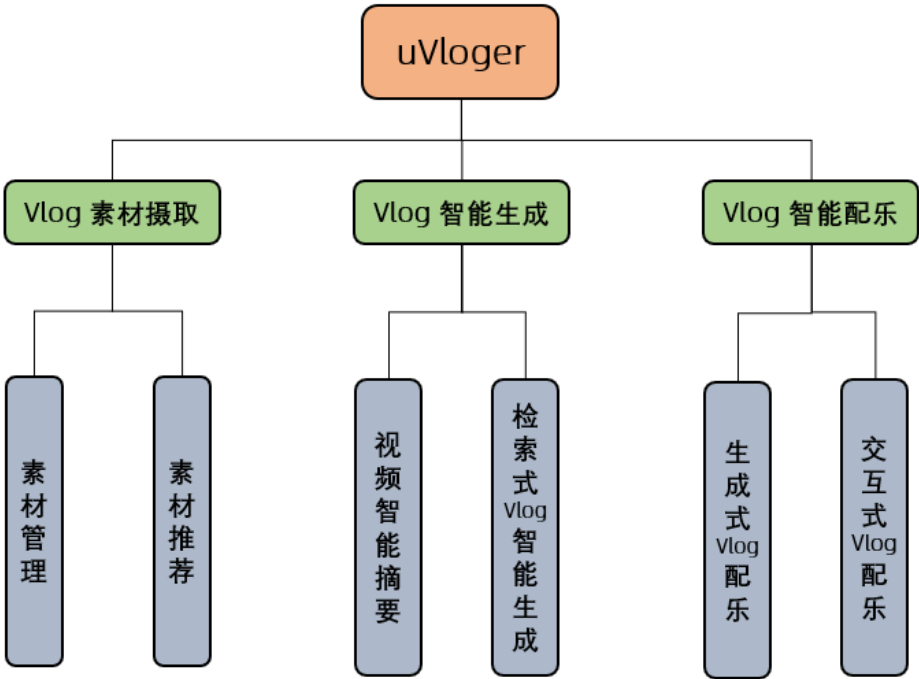 uVloger
Vlog 素材摄取
Vlog 智能生成
Vlog 智能配乐
素材管理
素材推荐
视频智能摘要
检索式Vlog智能生成
生成式Vlog配乐
交互式Vlog配乐